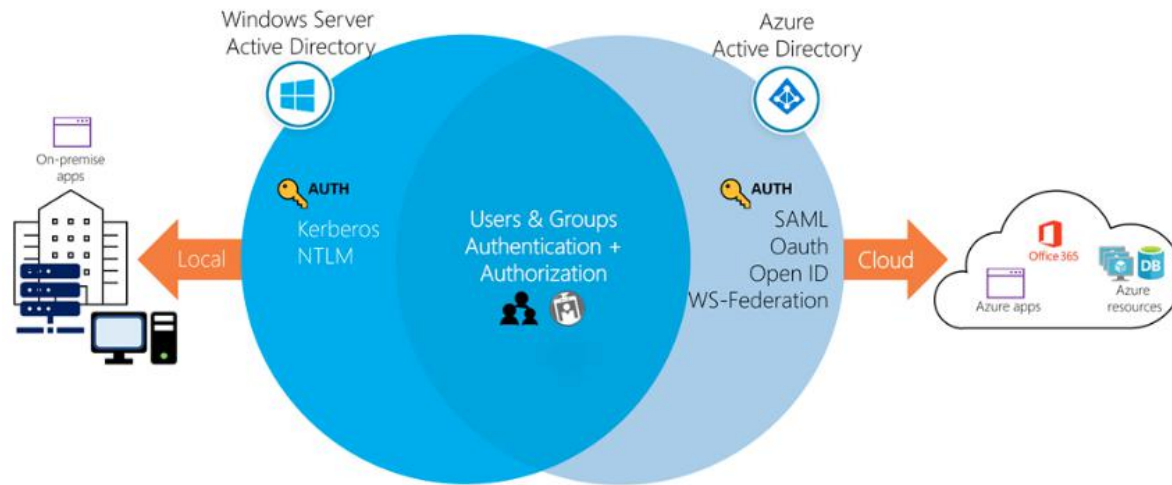 Windows Server
Active Directory
Azure
Active Directory
On-premise
apps
AUTH
Kerberos
NTLM
Local
Users & Groups
Authentication +
Authorization
AUTH
SAML
Oauth
Open ID
WS-Federation
Cloud
Office 365
DB
Azure apps
Azure
resources